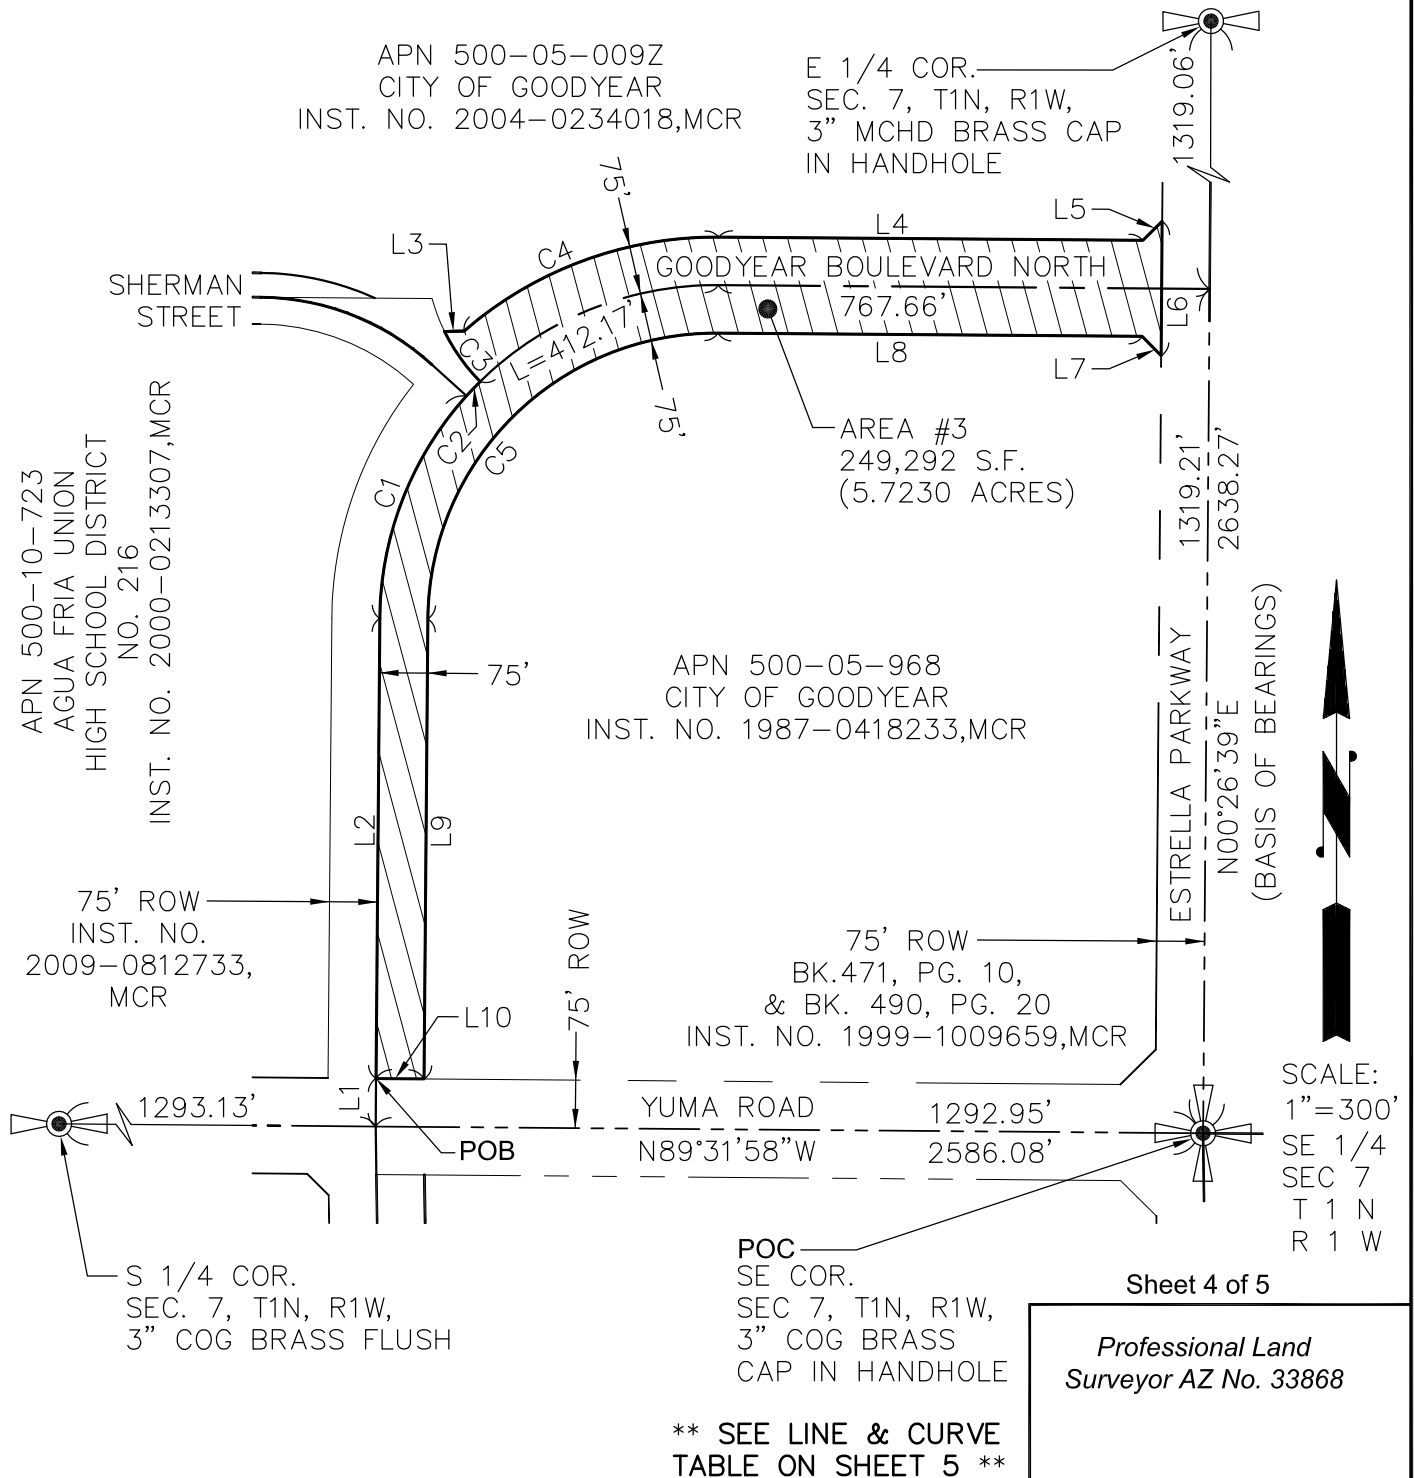 APN 500-05-009Z
CITY OF GOODYEAR
INST. NO. 2004-0234018,MCR
E 1/4 COR.
SEC. 7, T1N, R1W,
3" MCHD BRASS CAP
IN HANDHOLE
1319.06'
75'
L3
C4
L4
L5
SHERMAN
STREET
GOODYEAR BOULEVARD NORTH
767.66'
L6
C3
L=412.17'
L8
L7
75'
C2
C5
C1
AREA #3
249,292 S.F.
(5.7230 ACRES)
APN 500-10-723
AGUA FRIA UNION
HIGH SCHOOL DISTRICT
NO. 216
INST. NO. 2000-0213307,MCR
1319.21'
2638.27'
75'
APN 500-05-968
CITY OF GOODYEAR
INST. NO. 1987-0418233,MCR
ESTRELLA PARKWAY
N00°26'39"E
(BASIS OF BEARINGS)
L2
L9
75' ROW
INST. NO.
2009-0812733,
MCR
75' ROW
75' ROW
BK.471, PG. 10,
& BK. 490, PG. 20
INST. NO. 1999-1009659,MCR
L10
L1
1293.13'
YUMA ROAD
1292.95'
N89°31'58"W
2586.08'
POB
SCALE:
1"=300'
SE 1/4
SEC 7
T 1 N
R 1 W
S 1/4 COR.
SEC. 7, T1N, R1W,
3" COG BRASS FLUSH
POC
SE COR.
SEC 7, T1N, R1W,
3" COG BRASS
CAP IN HANDHOLE
Sheet 4 of 5
Professional Land
Surveyor AZ No. 33868
** SEE LINE & CURVE
TABLE ON SHEET 5 **